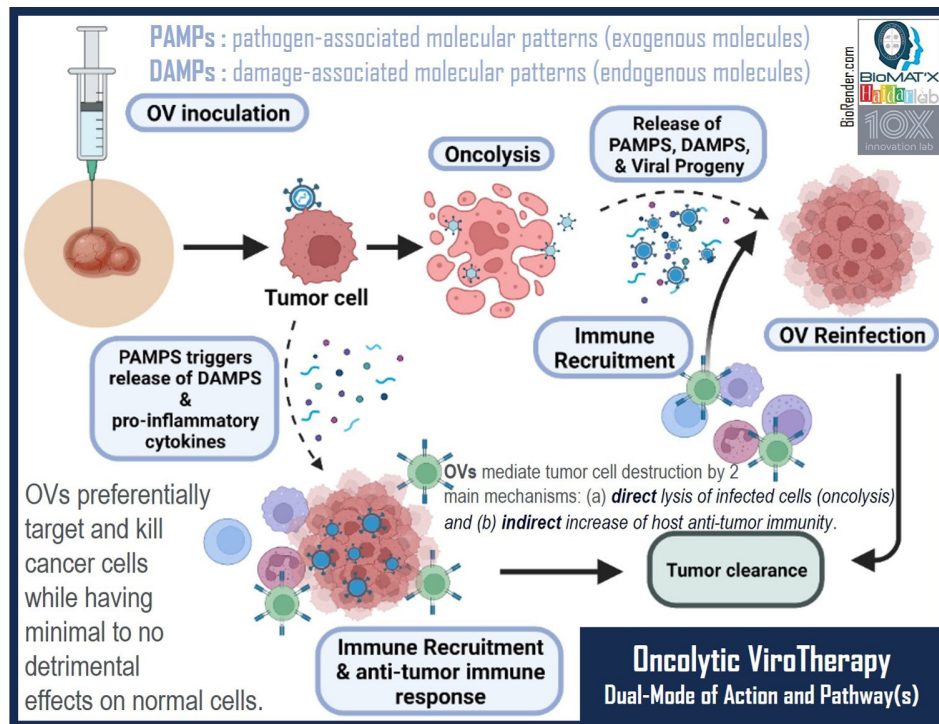 PAMPs : pathogen-associated molecular patterns (exogenous molecules)
DAMPs : damage-associated molecular patterns (endogenous molecules)
BioRender.com
BioMAT'X
Haidar lab
10X
innovation lab
OV inoculation
Oncolysis
Release of
PAMPS, DAMPS,
& Viral Progeny
Tumor cell
Immune
Recruitment
OV Reinfection
PAMPS triggers
release of DAMPS
&
pro-inflammatory
cytokines
OVs mediate tumor cell destruction by 2
main mechanisms: (a) direct lysis of infected cells (oncolysis)
and (b) indirect increase of host anti-tumor immunity.
OVs preferentially
target and kill
cancer cells
while having
minimal to no
detrimental
effects on normal cells.
Tumor clearance
Immune Recruitment
& anti-tumor immune
response
Oncolytic ViroTherapy
Dual-Mode of Action and Pathway(s)